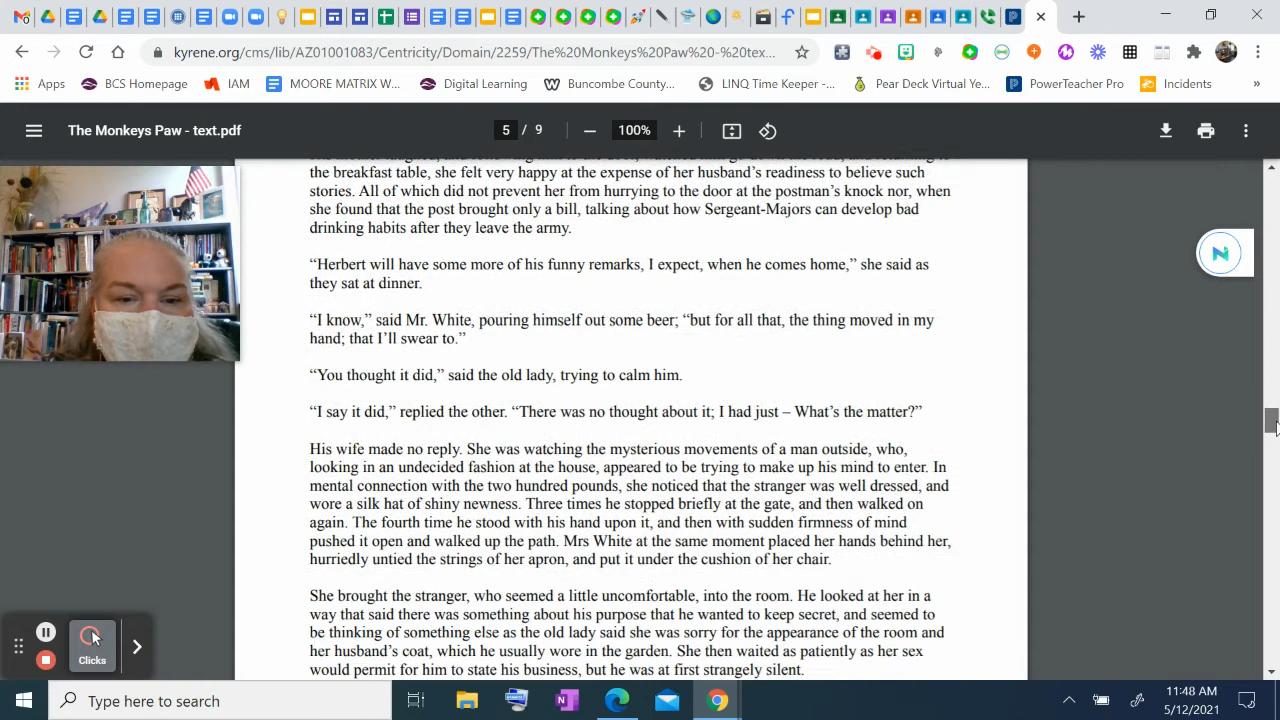 kyrene.org/cms/lib/AZ01001083/Centricity/Domain/2259/The%20Monkeys%20Paw%20-%20tex...
Apps BCS Homepage IAM MOORE MATRIX W... Digital Learning Buncombe County... LINQ Time Keeper -... Pear Deck Virtual Ye... PowerTeacher Pro Incidents »
The Monkeys Paw - text.pdf 5 / 9 100%
the breakfast table, she felt very happy at the expense of her husband’s readiness to believe such
stories. All of which did not prevent her from hurrying to the door at the postman’s knock nor, when
she found that the post brought only a bill, talking about how Sergeant-Majors can develop bad
drinking habits after they leave the army.
“Herbert will have some more of his funny remarks, I expect, when he comes home,” she said as
they sat at dinner.
“I know,” said Mr. White, pouring himself out some beer; “but for all that, the thing moved in my
hand; that I’ll swear to.”
“You thought it did,” said the old lady, trying to calm him.
“I say it did,” replied the other. “There was no thought about it; I had just – What’s the matter?”
His wife made no reply. She was watching the mysterious movements of a man outside, who,
looking in an undecided fashion at the house, appeared to be trying to make up his mind to enter. In
mental connection with the two hundred pounds, she noticed that the stranger was well dressed, and
wore a silk hat of shiny newness. Three times he stopped briefly at the gate, and then walked on
again. The fourth time he stood with his hand upon it, and then with sudden firmness of mind
pushed it open and walked up the path. Mrs White at the same moment placed her hands behind her,
hurriedly untied the strings of her apron, and put it under the cushion of her chair.
She brought the stranger, who seemed a little uncomfortable, into the room. He looked at her in a
way that said there was something about his purpose that he wanted to keep secret, and seemed to
be thinking of something else as the old lady said she was sorry for the appearance of the room and
her husband’s coat, which he usually wore in the garden. She then waited as patiently as her sex
would permit for him to state his business, but he was at first strangely silent.
Clicks
Type here to search
11:48 AM
5/12/2021